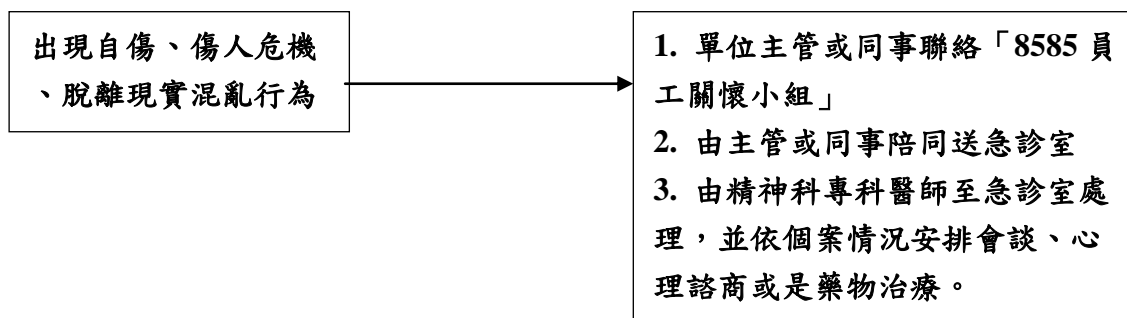 出現自傷、傷人危機
、脫離現實混亂行為
1. 單位主管或同事聯絡「8585 員
工關懷小組」
2. 由主管或同事陪同送急診室
3. 由精神科專科醫師至急診室處
理，並依個案情況安排會談、心
理諮商或是藥物治療。